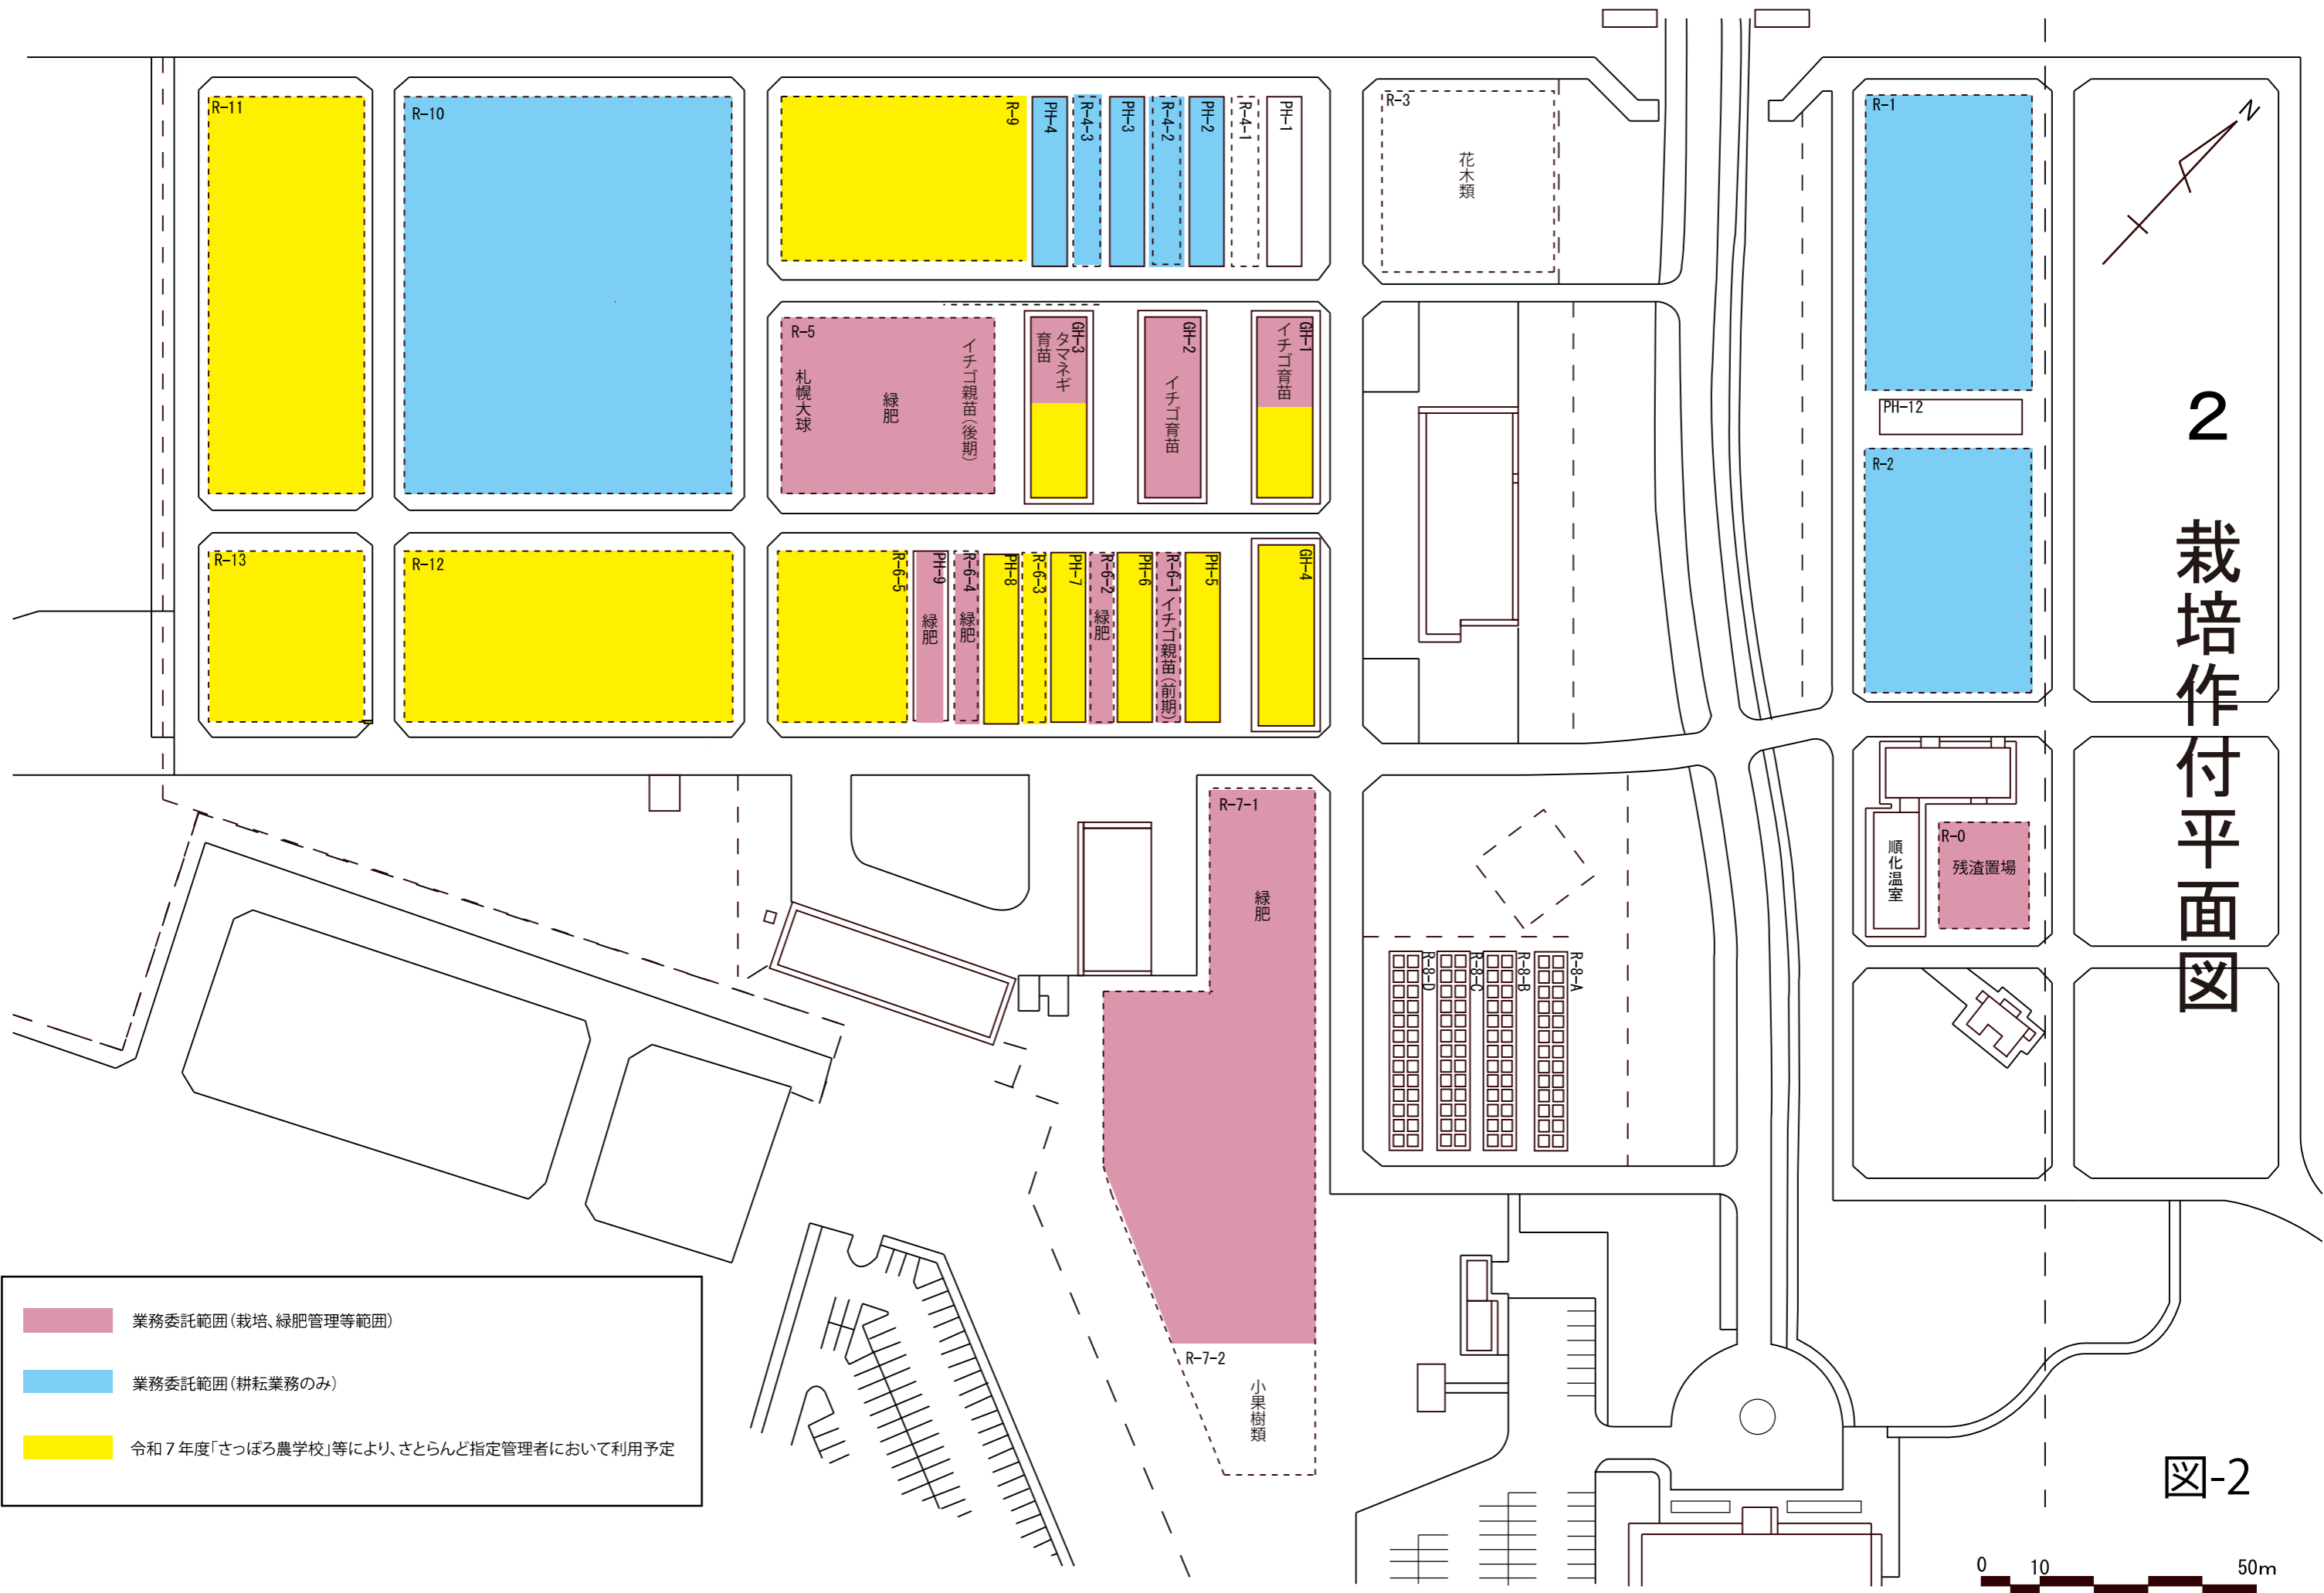 R-11
R-10
R-9
PH-4
R-4-3
PH-3
R-4-2
PH-2
R-4-1
PH-1
R-3
花木類
R-1
N
PH-12
R-2
2 栽培作付平面図
R-5
札幌大球
緑肥
イチゴ親苗(後期)
GH-3
タマネギ
育苗
GH-2
イチゴ育苗
GH-1
イチゴ育苗
R-13
R-12
R-6-5
PH-9
緑肥
R-6-4
緑肥
PH-8
R-6-3
PH-7
R-6-2
緑肥
PH-6
R-6-1 イチゴ親苗(前期)
PH-5
GH-4
R-7-1
緑肥
R-0
残渣置場
順化温室
R-8-D
R-8-C
R-8-B
R-8-A
R-7-2
小果樹類
業務委託範囲(栽培、緑肥管理等範囲)
業務委託範囲(耕耘業務のみ)
令和7年度「さっぽろ農学校」等により、さとらんど指定管理者において利用予定
図-2
0 10 50m